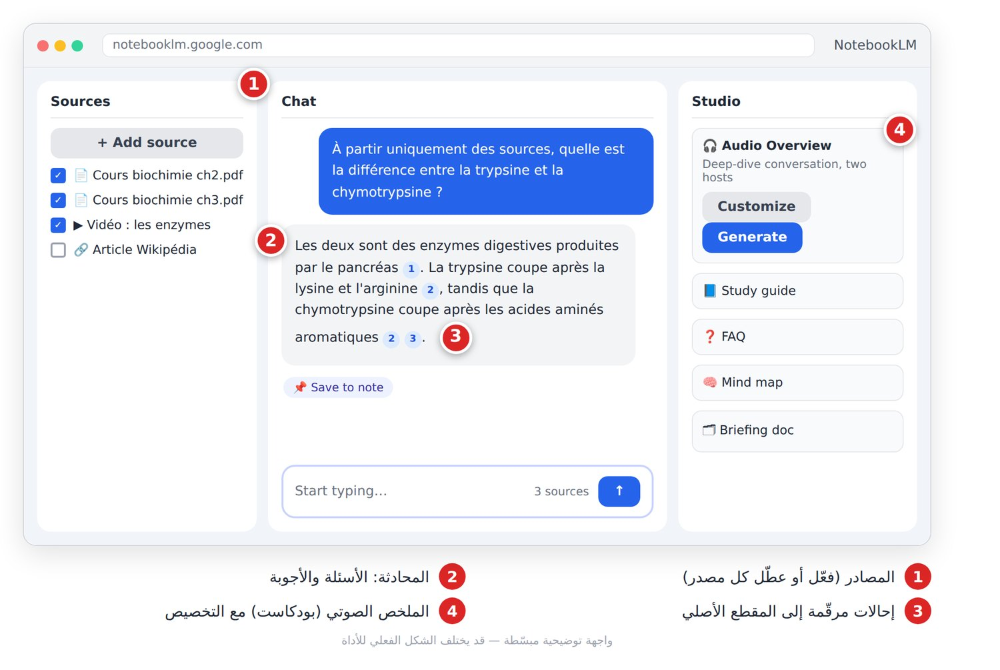 notebooklm.google.com
NotebookLM
1
Sources
+ Add source
✓ 📄 Cours biochimie ch2.pdf
✓ 📄 Cours biochimie ch3.pdf
✓ ▶ Vidéo : les enzymes
🔗 Article Wikipédia
Chat
À partir uniquement des sources, quelle est
la différence entre la trypsine et la
chymotrypsine ?
2
Les deux sont des enzymes digestives produites
par le pancréas 1. La trypsine coupe après la
lysine et l'arginine 2, tandis que la
chymotrypsine coupe après les acides aminés
aromatiques 2 3.
3
📌 Save to note
Start typing...
3 sources
↑
Studio
4
🎧 Audio Overview
Deep-dive conversation, two
hosts
Customize
Generate
📘 Study guide
❓ FAQ
🧠 Mind map
🗂 Briefing doc
1 المصادر (فعّل أو عطّل كل مصدر)
2 المحادثة: الأسئلة والأجوبة
3 إحالات مرقّمة إلى المقطع الأصلي
4 الملخص الصوتي (بودكاست) مع التخصيص
واجهة توضيحية مبسّطة — قد يختلف الشكل الفعلي للأداة